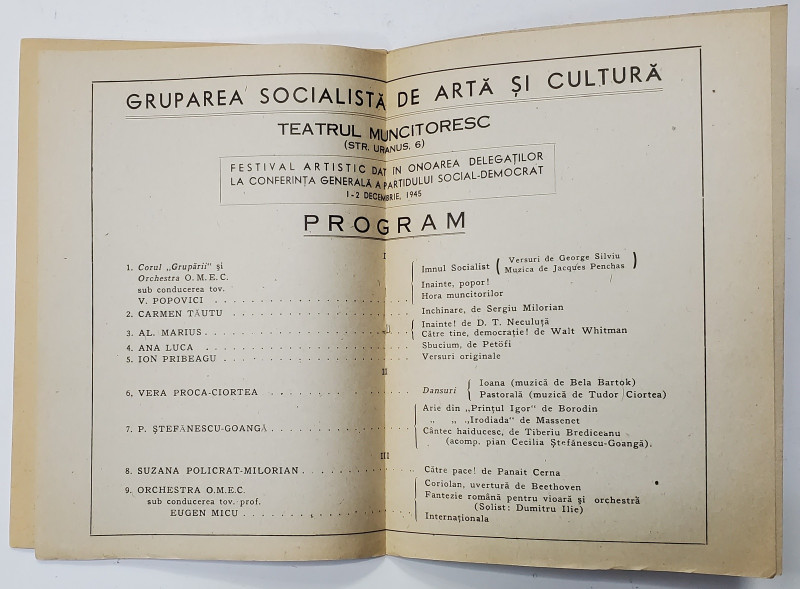 GRUPAREA SOCIALISTĂ DE ARTĂ ȘI CULTURĂ
TEATRUL MUNCITORESC
(STR. URANUS, 6)
FESTIVAL ARTISTIC DAT IN ONOAREA DELEGAȚILOR
LA CONFERINȚA GENERALĂ A PARTIDULUI SOCIAL-DEMOCRAT
1-2 DECEMBRIE, 1945
PROGRAM
I
1. Corul „Grupării" și
Orchestra O.M.E.C.
sub conducerea tov.
V. POPOVICI . . . . . . . . . . . . . . . . . . . .
Imnul Socialist ( Versuri de George Silviu
Muzica de Jacques Penchas )
Inainte, popor!
Hora muncitorilor
2. CARMEN TĂUTU . . . . . . . . . . . . . . . . . . Inchinare, de Sergiu Milorian
3. AL. MARIUS . . . . . . . . . . . . . . . . . . . . Inainte! de D. T. Neculuță
Către tine, democrație! de Walt Whitman
4. ANA LUCA . . . . . . . . . . . . . . . . . . . . Sbucium, de Petöfi
5. ION PRIBEAGU . . . . . . . . . . . . . . . . . . Versuri originale
II
6, VERA PROCA-CIORTEA . . . . . . . . . . . . . . Dansuri { Ioana (muzică de Bela Bartok)
Pastorală (muzică de Tudor Ciortea)
7. P. ȘTEFĂNESCU-GOANGĂ . . . . . . . . . . . . . Arie din „Prințul Igor" de Borodin
„ „ „Irodiada" de Massenet
Cântec haiducesc, de Tiberiu Brediceanu
(acomp. pian Cecilia Ștefănescu-Goangă).
III
8. SUZANA POLICRAT-MILORIAN . . . . . . . . . . . Către pace! de Panait Cerna
9. ORCHESTRA O.M.E.C.
sub conducerea tov. prof.
EUGEN MICU . . . . . . . . . . . . . . . . . .
Coriolan, uvertură de Beethoven
Fantezie română pentru vioară și orchestră
(Solist: Dumitru Ilie)
Internaționala